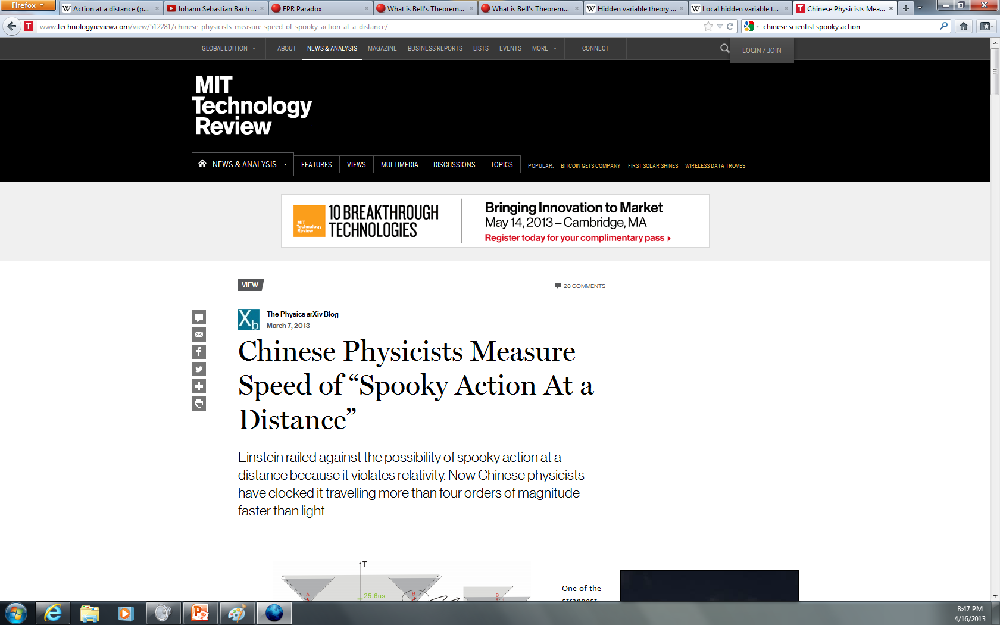 Firefox
Action at a distance (p...
Johann Sebastian Bach ...
EPR Paradox
What is Bell's Theorem...
What is Bell's Theorem...
Hidden variable theory ...
Local hidden variable t...
Chinese Physicists Mea...
www.technologyreview.com/view/512281/chinese-physicists-measure-speed-of-spooky-action-at-a-distance/
chinese scientist spooky action
GLOBAL EDITION
ABOUT
NEWS & ANALYSIS
MAGAZINE
BUSINESS REPORTS
LISTS
EVENTS
MORE
CONNECT
LOGIN / JOIN
MIT
Technology
Review
NEWS & ANALYSIS
FEATURES
VIEWS
MULTIMEDIA
DISCUSSIONS
TOPICS
POPULAR:
BITCOIN GETS COMPANY
FIRST SOLAR SHINES
WIRELESS DATA TROVES
MIT
Technology
Review
10 BREAKTHROUGH
TECHNOLOGIES
Bringing Innovation to Market
May 14, 2013 – Cambridge, MA
Register today for your complimentary pass
VIEW
28 COMMENTS
Xb
The Physics arXiv Blog
March 7, 2013
Chinese Physicists Measure
Speed of “Spooky Action At a
Distance”
Einstein railed against the possibility of spooky action at a
distance because it violates relativity. Now Chinese physicists
have clocked it travelling more than four orders of magnitude
faster than light
T
A
B
25.6us
B
One of the
strangest
8:47 PM
4/16/2013